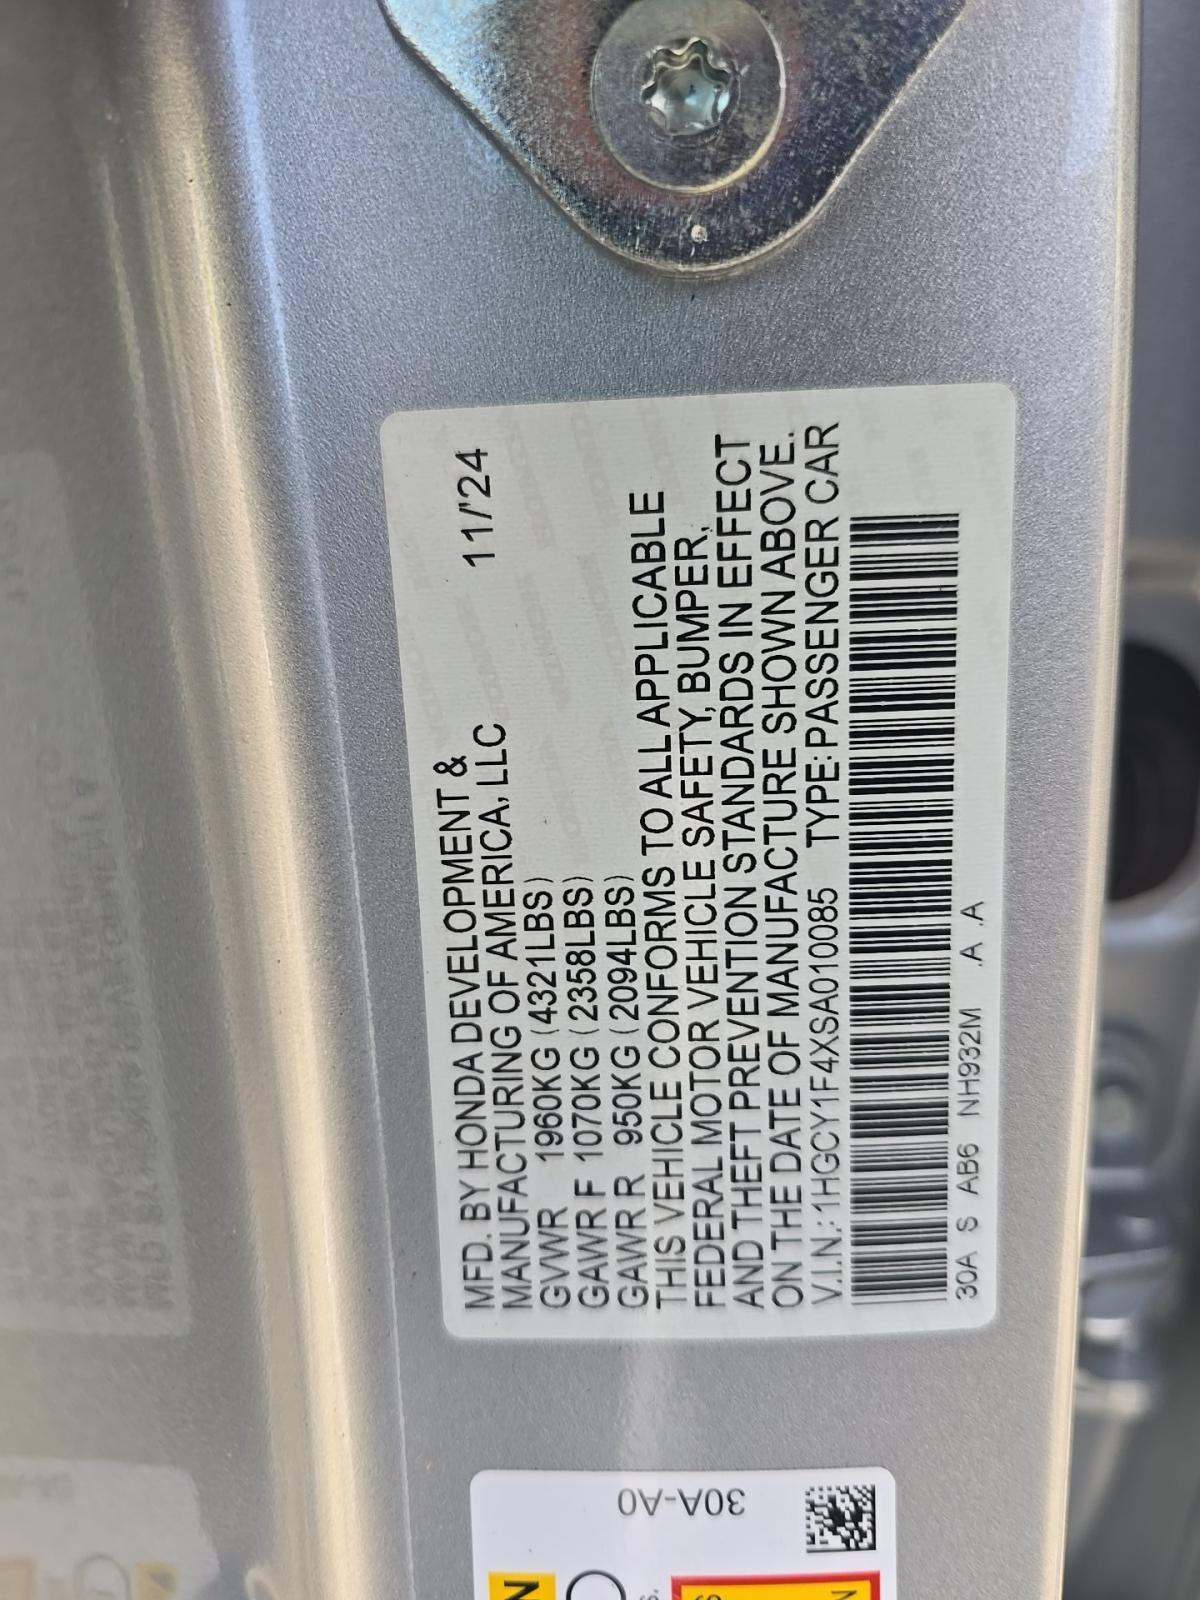 MFD. BY HONDA DEVELOPMENT &
MANUFACTURING OF AMERICA, LLC 11/'24
GVWR 1960KG (4321LBS)
GAWR F 1070KG (2358LBS)
GAWR R 950KG (2094LBS)
THIS VEHICLE CONFORMS TO ALL APPLICABLE
FEDERAL MOTOR VEHICLE SAFETY, BUMPER,
AND THEFT PREVENTION STANDARDS IN EFFECT
ON THE DATE OF MANUFACTURE SHOWN ABOVE.
V.I.N.:1HGCY1F4XSA010085 TYPE:PASSENGER CAR
30A S AB6 NH932M .A .A
30A-A0